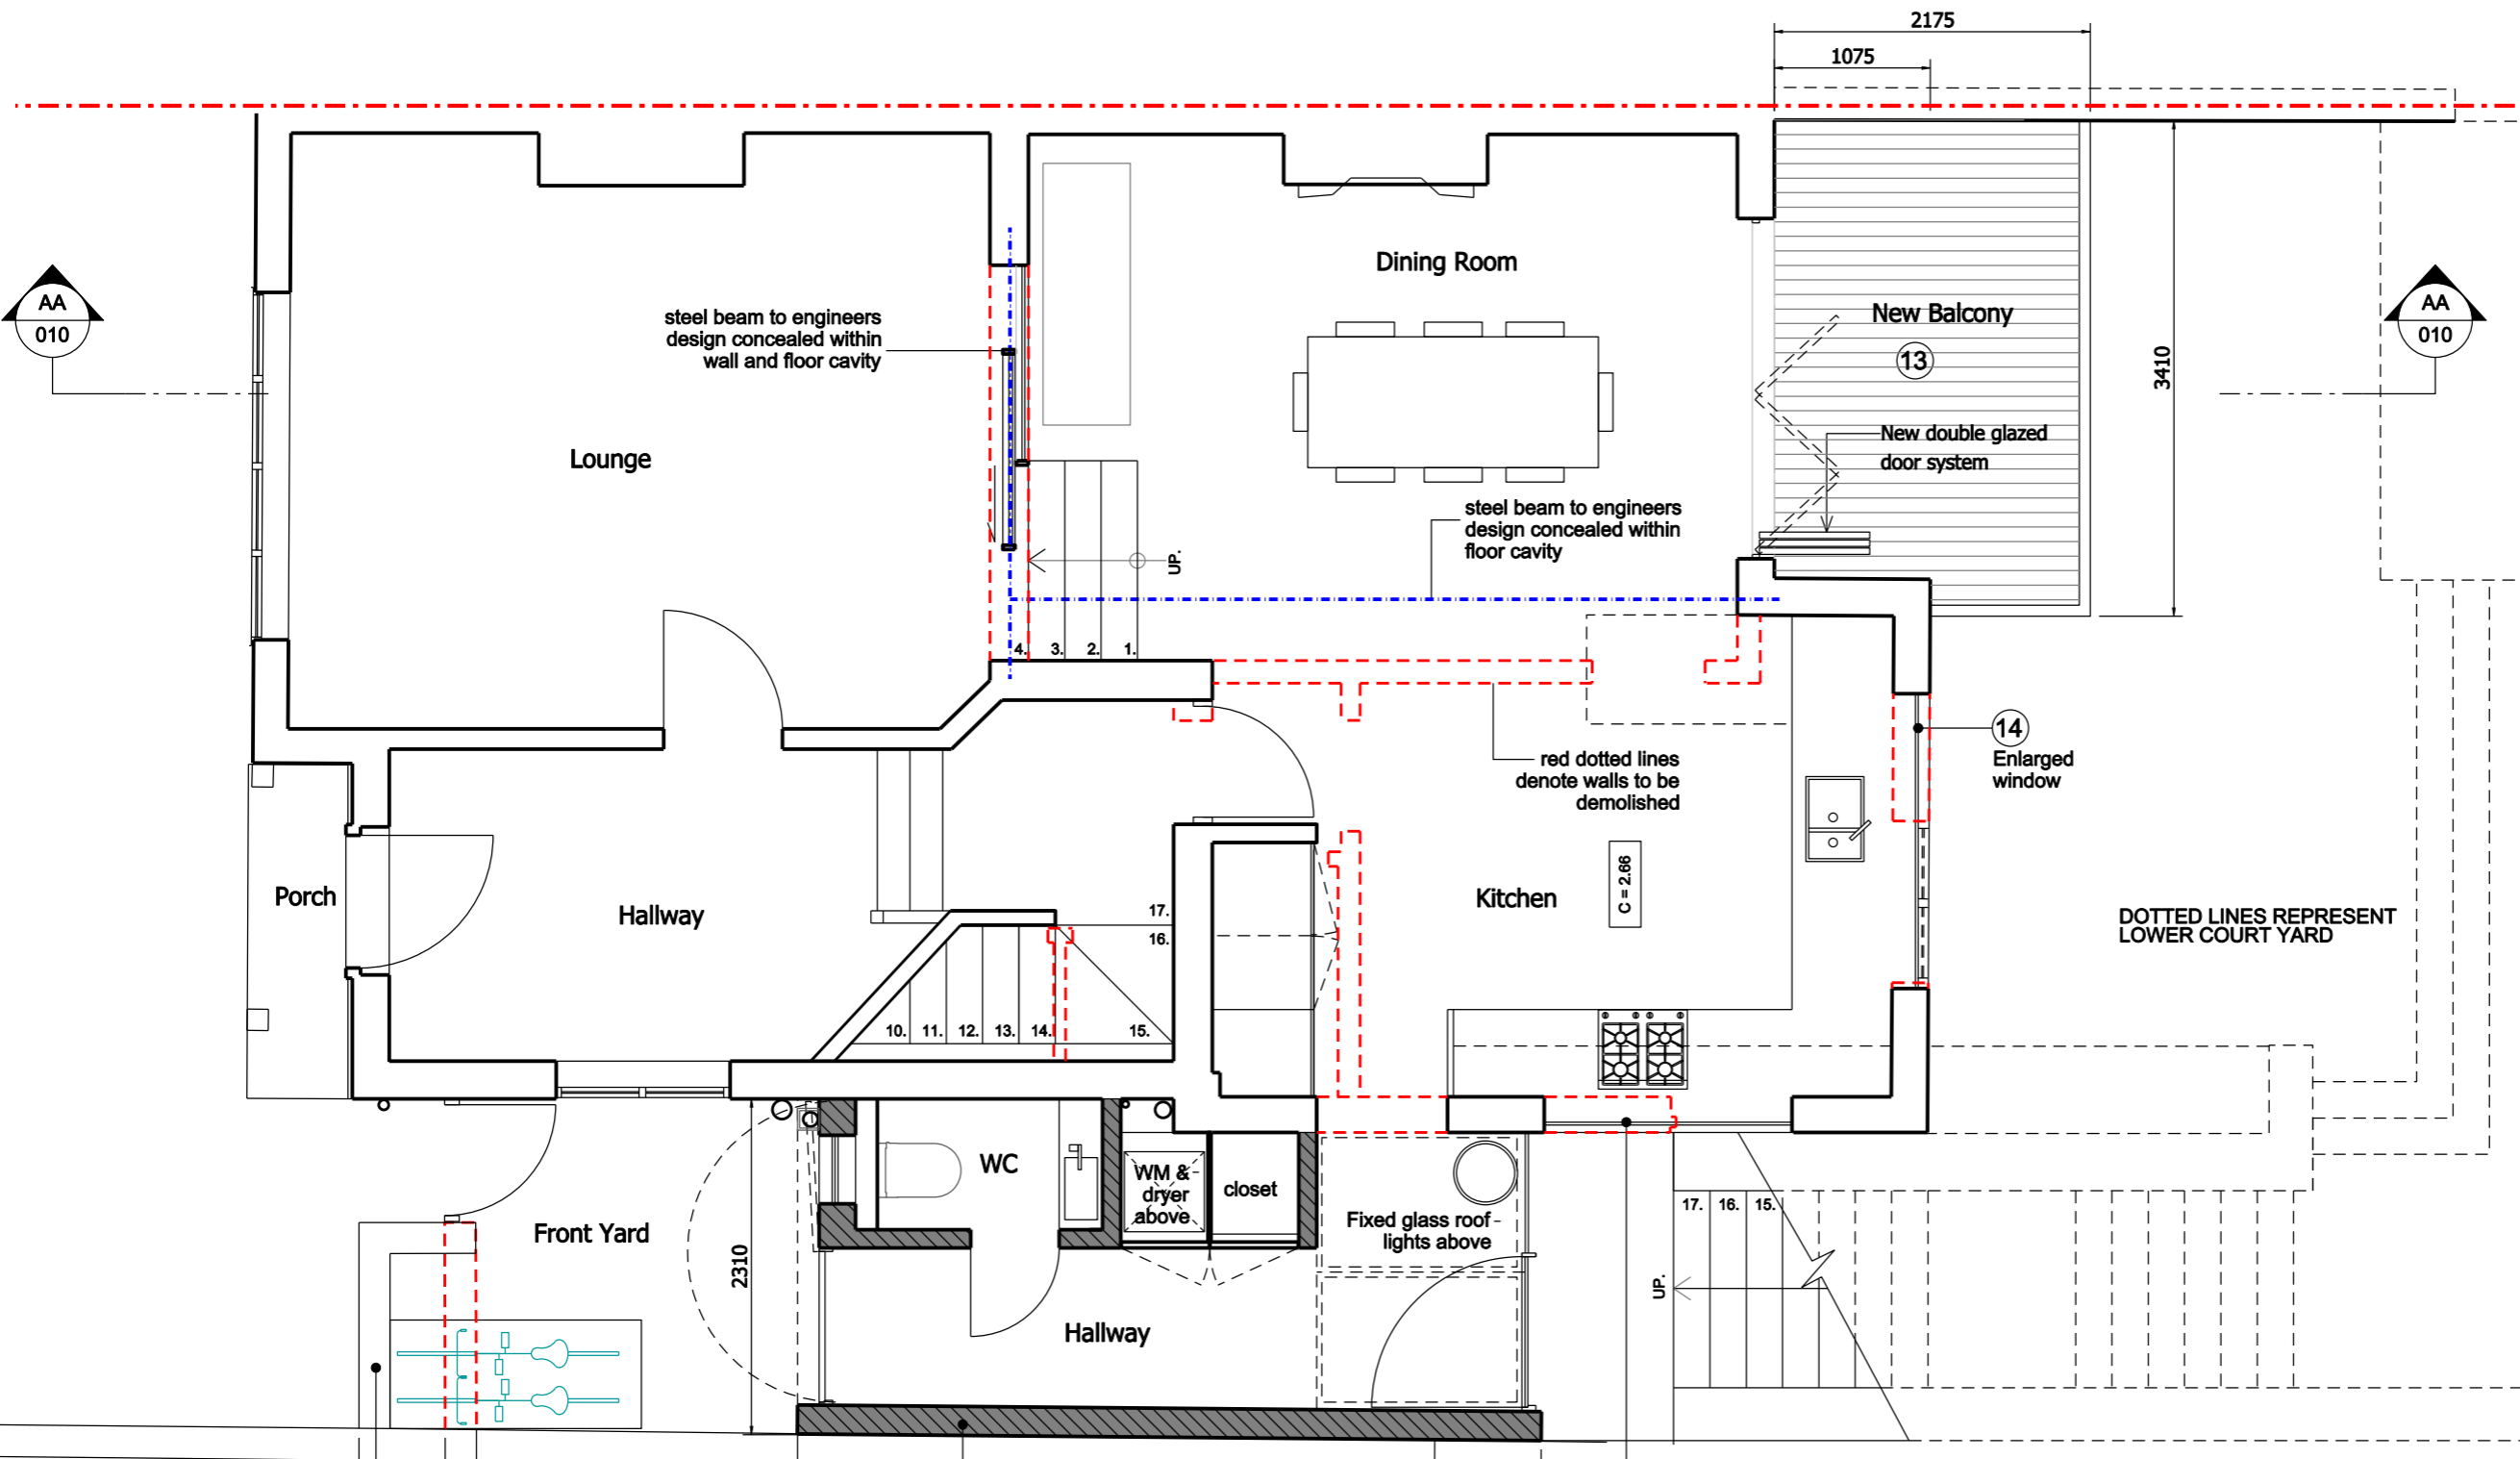 2175
1075
AA
010
steel beam to engineers
design concealed within
wall and floor cavity
Lounge
Dining Room
New Balcony
13
3410
AA
010
New double glazed
door system
steel beam to engineers
design concealed within
floor cavity
UP.
4.
3.
2.
1.
red dotted lines
denote walls to be
demolished
14
Enlarged
window
Porch
Hallway
17.
16.
10.
11.
12.
13.
14.
15.
Kitchen
C = 2.66
DOTTED LINES REPRESENT
LOWER COURT YARD
WC
WM &
dryer
above
closet
Front Yard
2310
Fixed glass roof
lights above
Hallway
17.
16.
15.
UP.